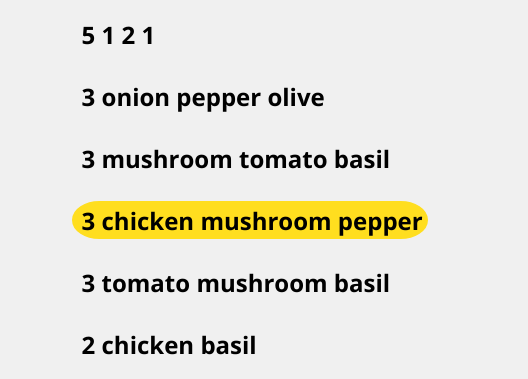 5 1 2 1
3 onion pepper olive
3 mushroom tomato basil
3 chicken mushroom pepper
3 tomato mushroom basil
2 chicken basil